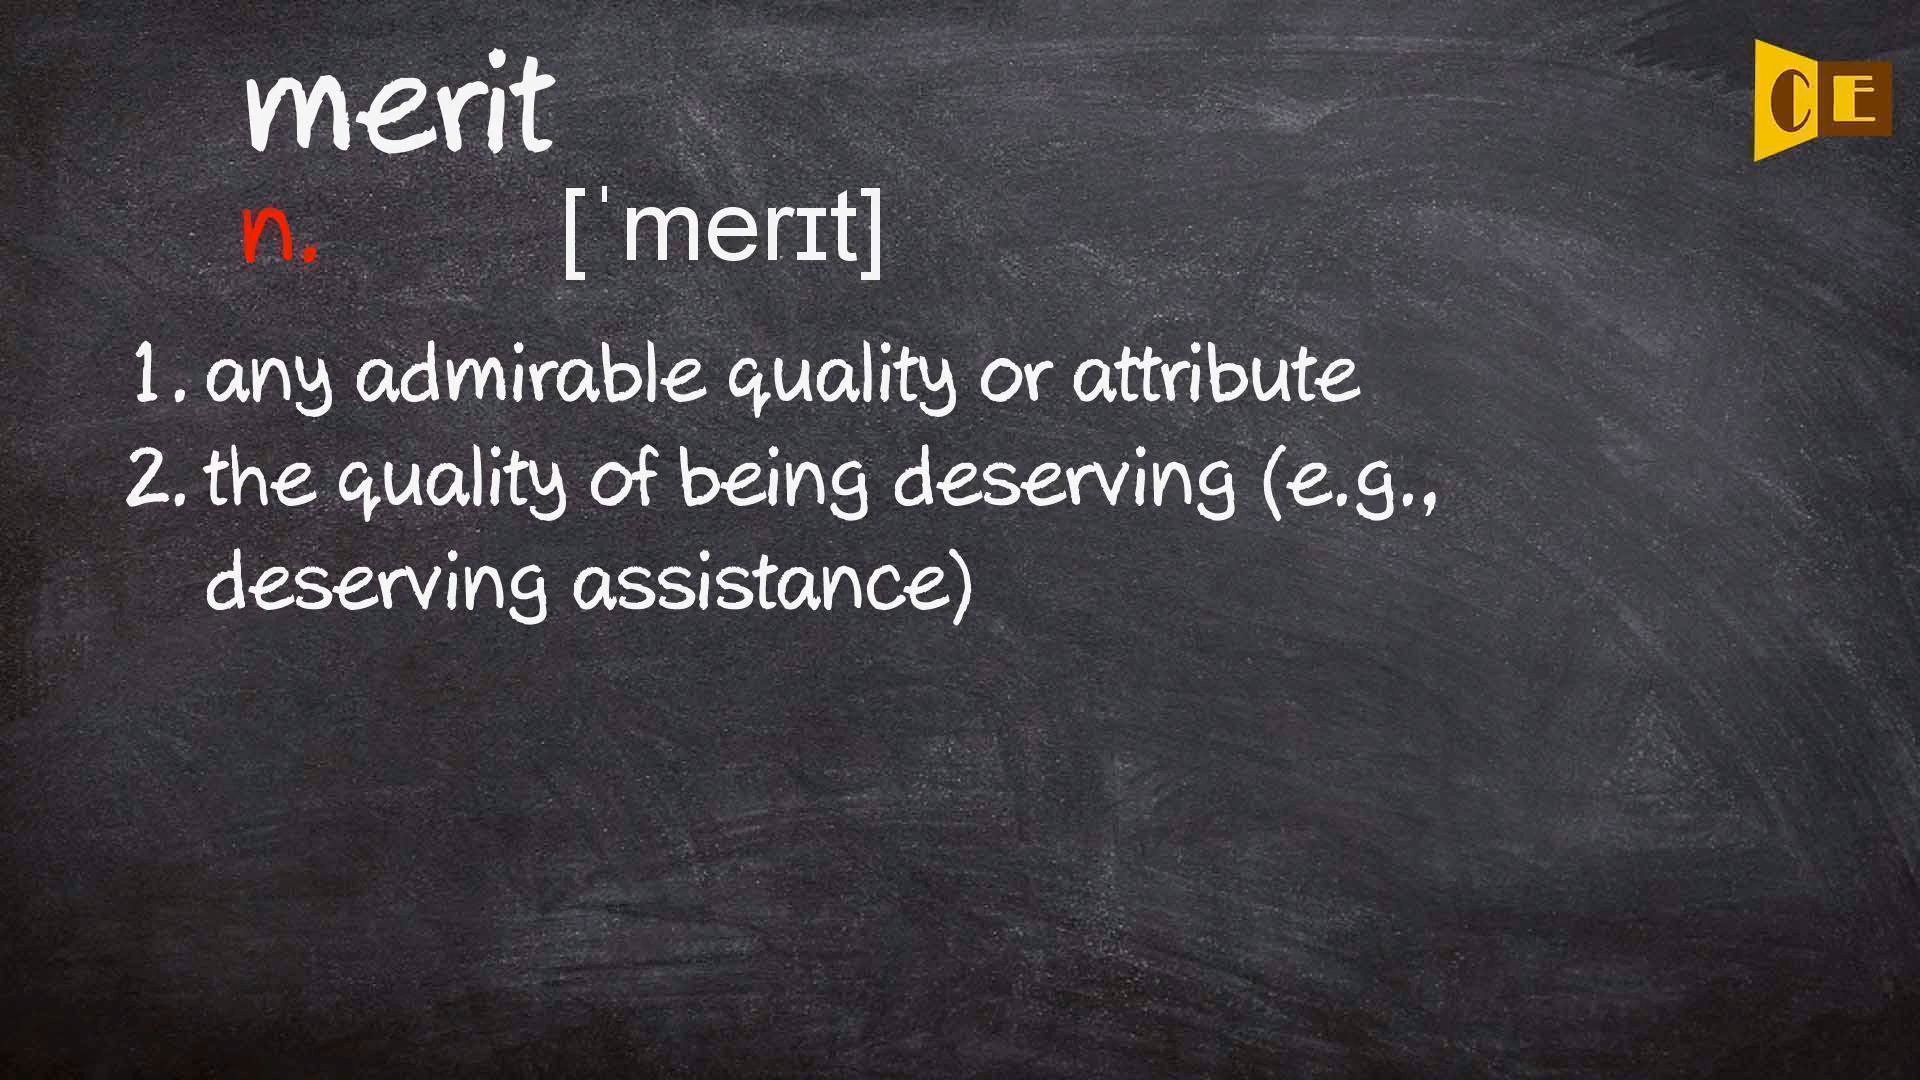 merit
CE
n. [ˈmerɪt]
1. any admirable quality or attribute
2. the quality of being deserving (e.g.,
deserving assistance)